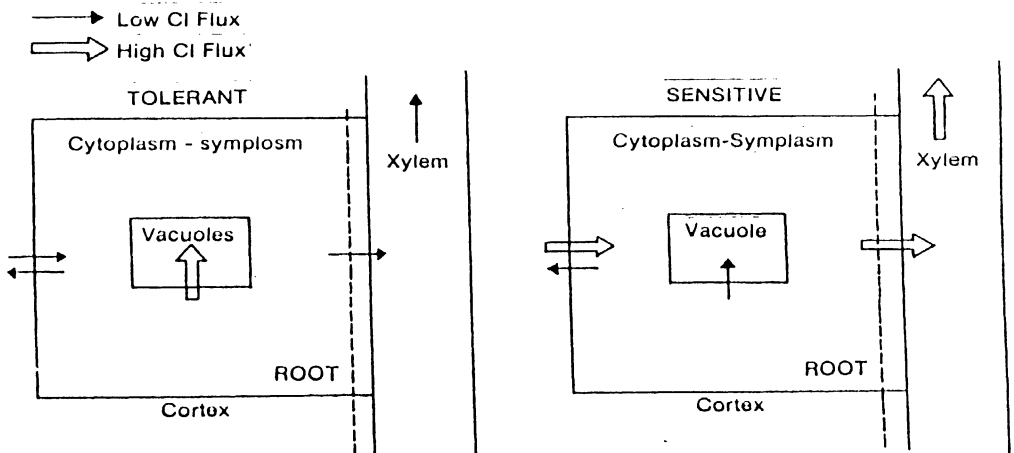 Low Cl Flux
High Cl Flux
TOLERANT
Cytoplasm - symplosm
Xylem
Vacuoles
ROOT
Cortex
SENSITIVE
Cytoplasm-Symplasm
Xylem
Vacuole
ROOT
Cortex